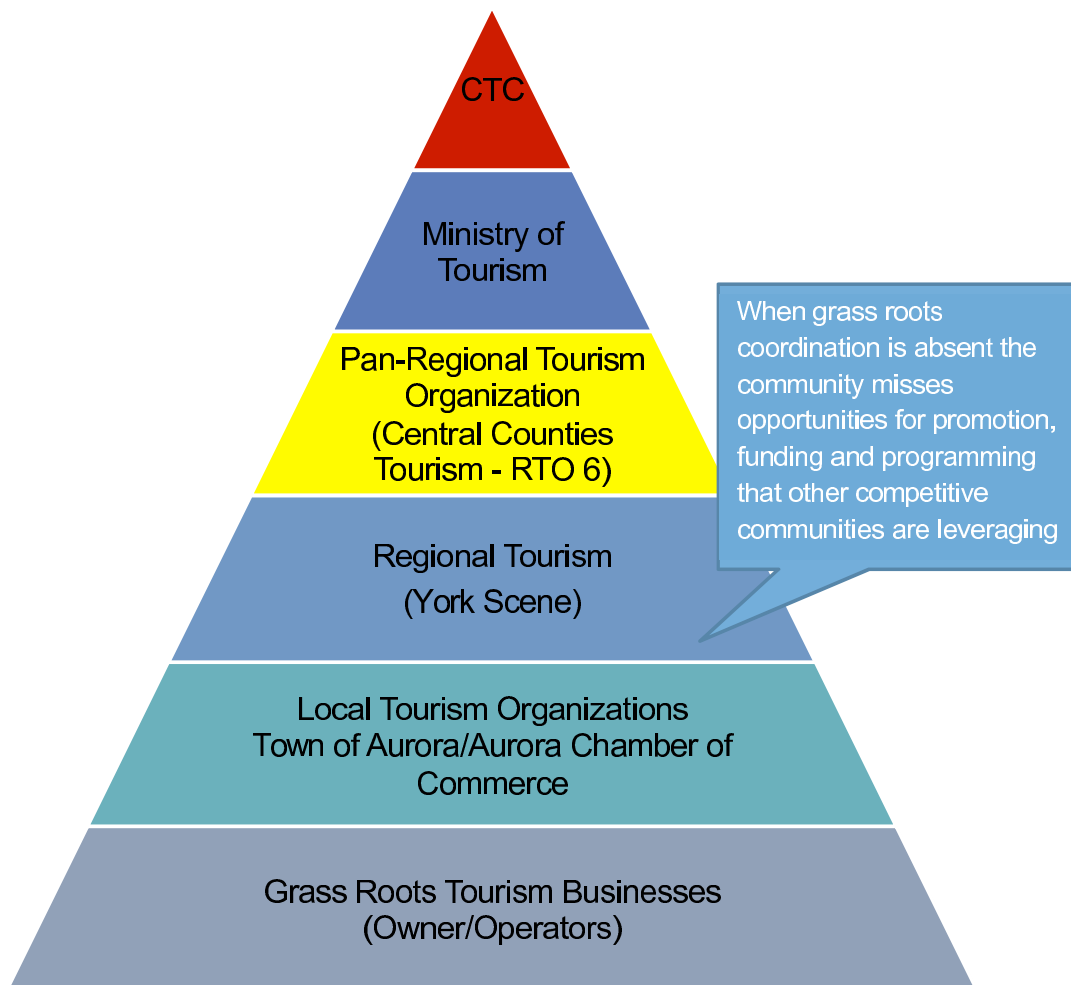 CTC
Ministry of
Tourism
Pan-Regional Tourism
Organization
(Central Counties
Tourism - RTO 6)
When grass roots
coordination is absent the
community misses
opportunities for promotion,
funding and programming
that other competitive
communities are leveraging
Regional Tourism
(York Scene)
Local Tourism Organizations
Town of Aurora/Aurora Chamber of
Commerce
Grass Roots Tourism Businesses
(Owner/Operators)